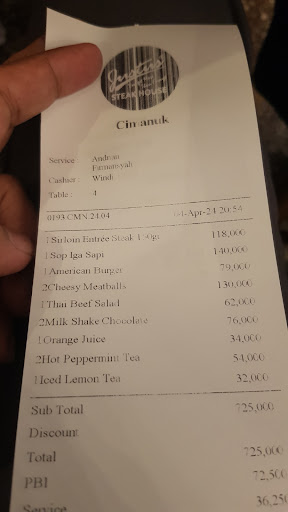 Justus
STEAK HOUSE
Cimanuk
Service : Andrian
Firmansyah
Cashier : Windi
Table : 4
0193 CMN 24.04 04-Apr-24 20:54
1 Sirloin Entree Steak 150gr 118,000
1 Sop Iga Sapi 140,000
1 American Burger 79,000
2 Cheesy Meatballs 130,000
1 Thai Beef Salad 62,000
2 Milk Shake Chocolate 76,000
1 Orange Juice 34,000
2 Hot Peppermint Tea 54,000
1 Iced Lemon Tea 32,000
Sub Total 725,000
Discount
Total 725,000
PBI 72,500
Service 36,250